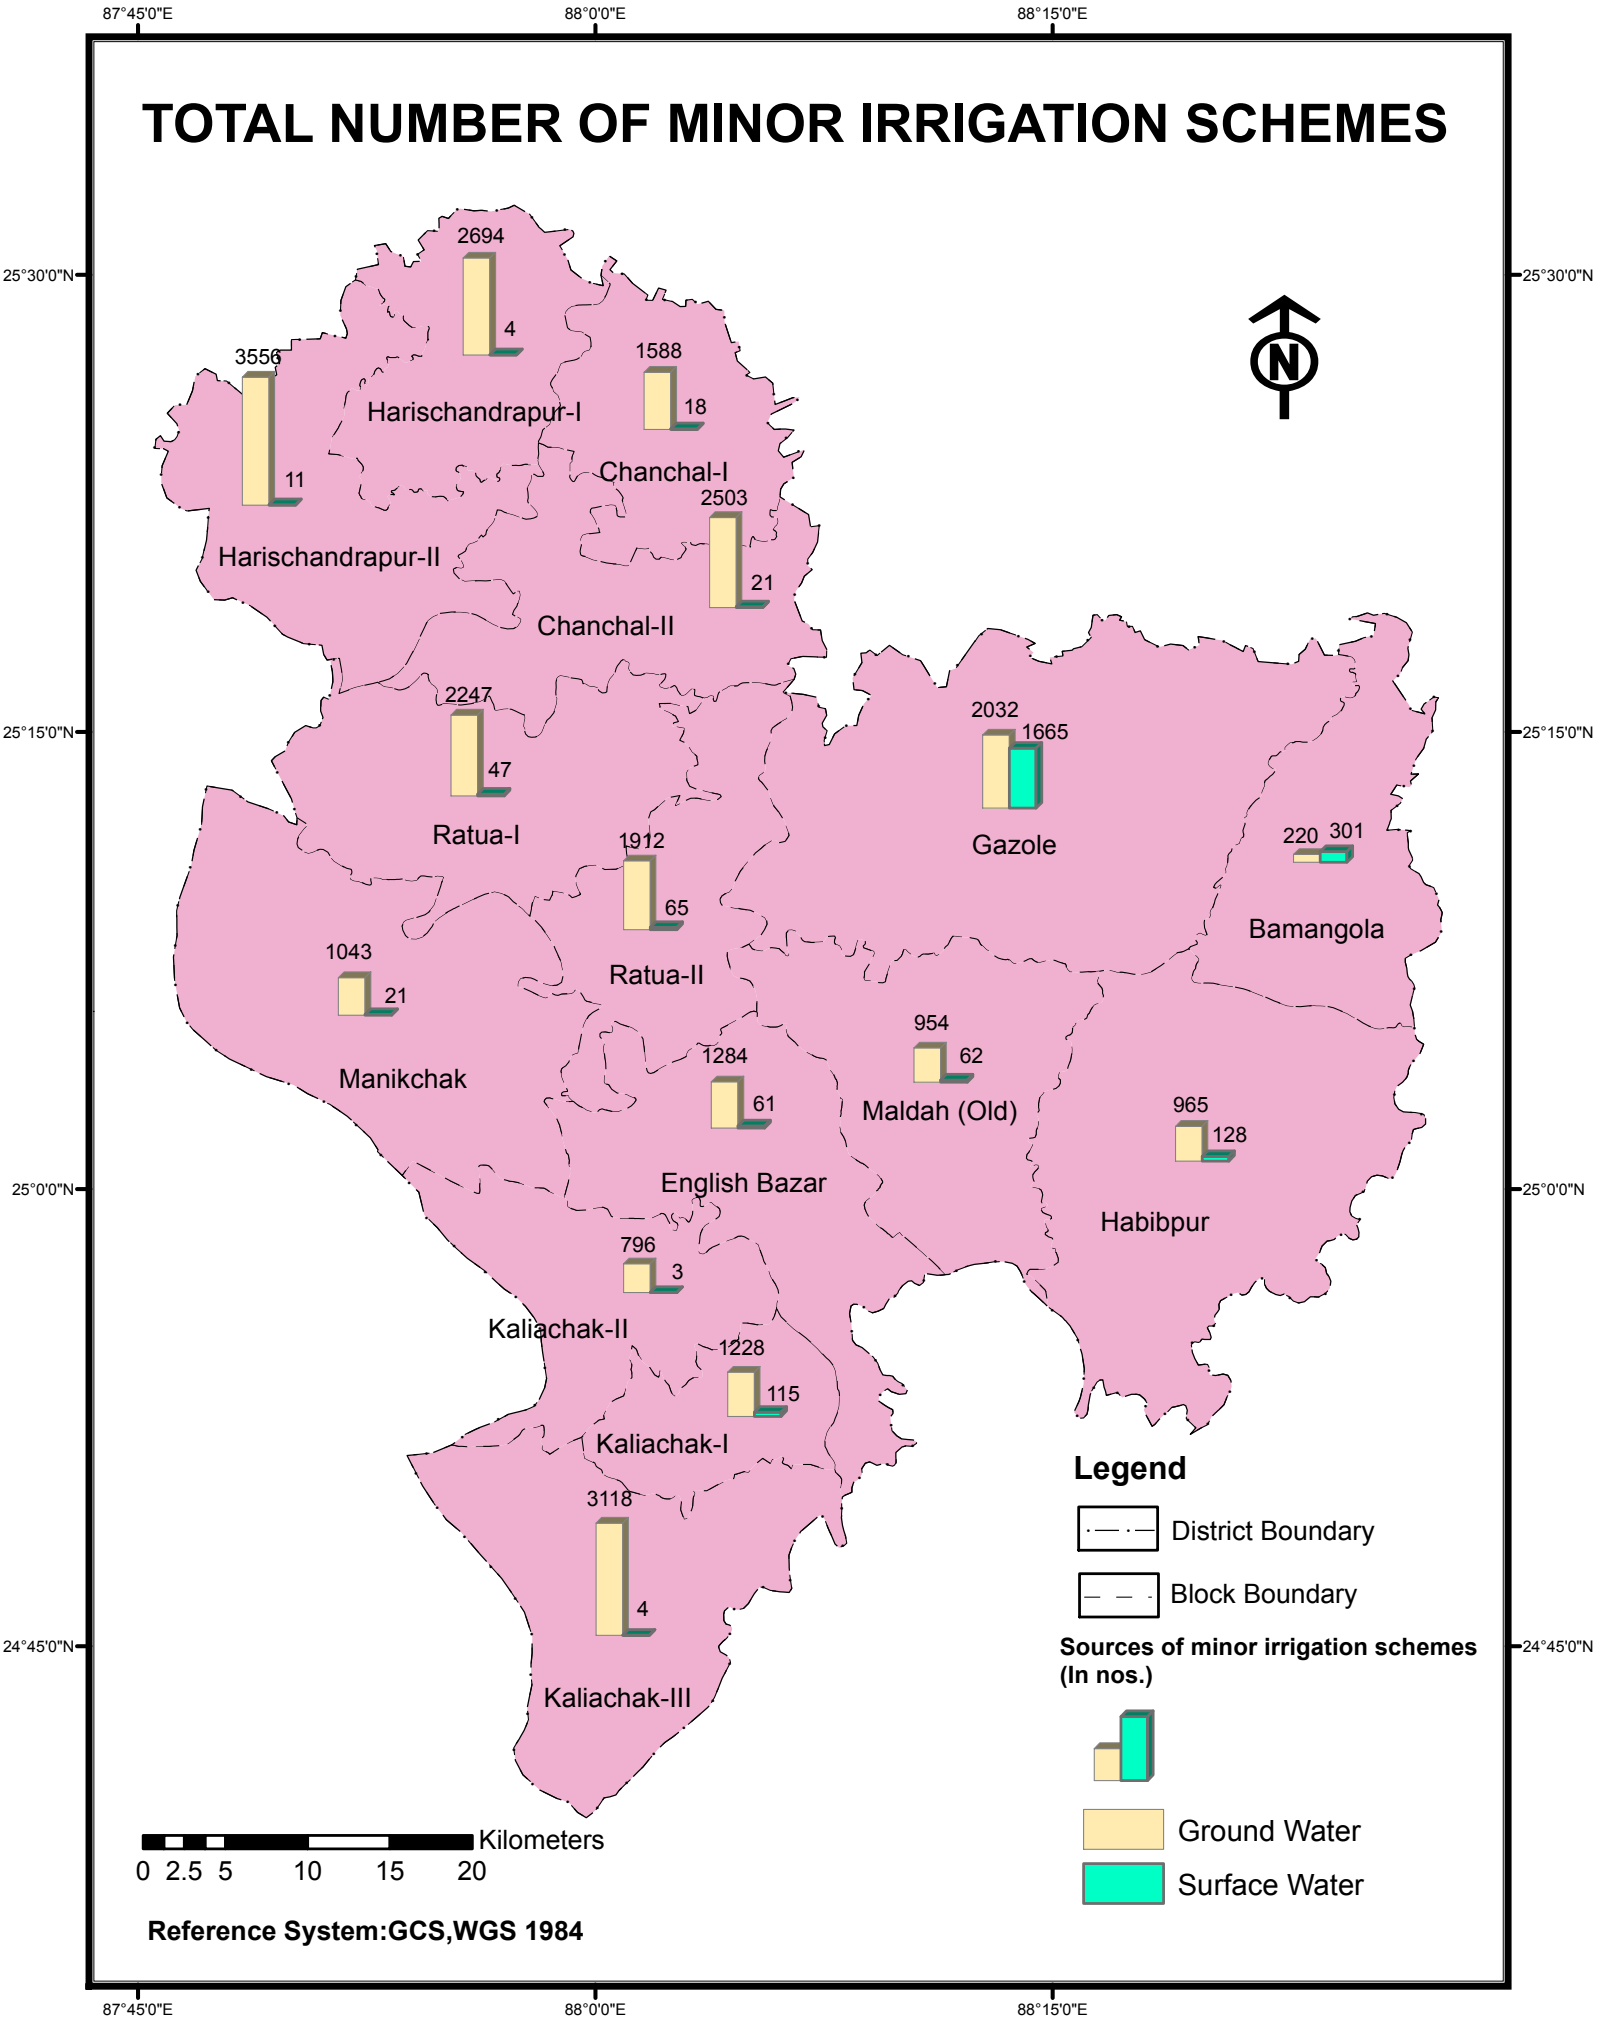 87°45'0"E 88°0'0"E 88°15'0"E
TOTAL NUMBER OF MINOR IRRIGATION SCHEMES
2694
25°30'0"N 25°30'0"N
4
N
3556
1588
18
Harischandrapur-I
Chanchal-I
11
2503
Harischandrapur-II
21
Chanchal-II
2247
2032
25°15'0"N 1665 25°15'0"N
47
Ratua-I
1912
Gazole
220 301
65
Bamangola
1043
Ratua-II
21
954
1284 62
Manikchak
61
Maldah (Old)
965
128
English Bazar
25°0'0"N 25°0'0"N
Habibpur
796
3
Kaliachak-II
1228
115
Kaliachak-I
3118
4
Kaliachak-III
Legend
District Boundary
Block Boundary
24°45'0"N 24°45'0"N
Sources of minor irrigation schemes
(In nos.)
Ground Water
Surface Water
Kilometers
0 2.5 5 10 15 20
Reference System:GCS,WGS 1984
87°45'0"E 88°0'0"E 88°15'0"E